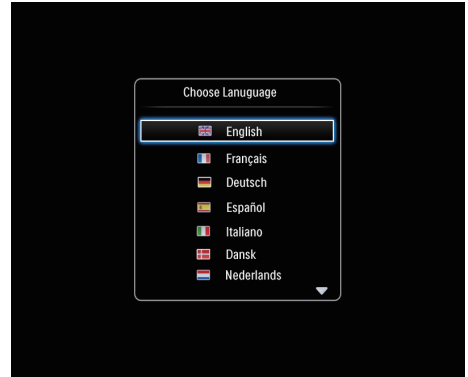 Choose Lanuguage
English
Français
Deutsch
Español
Italiano
Dansk
Nederlands